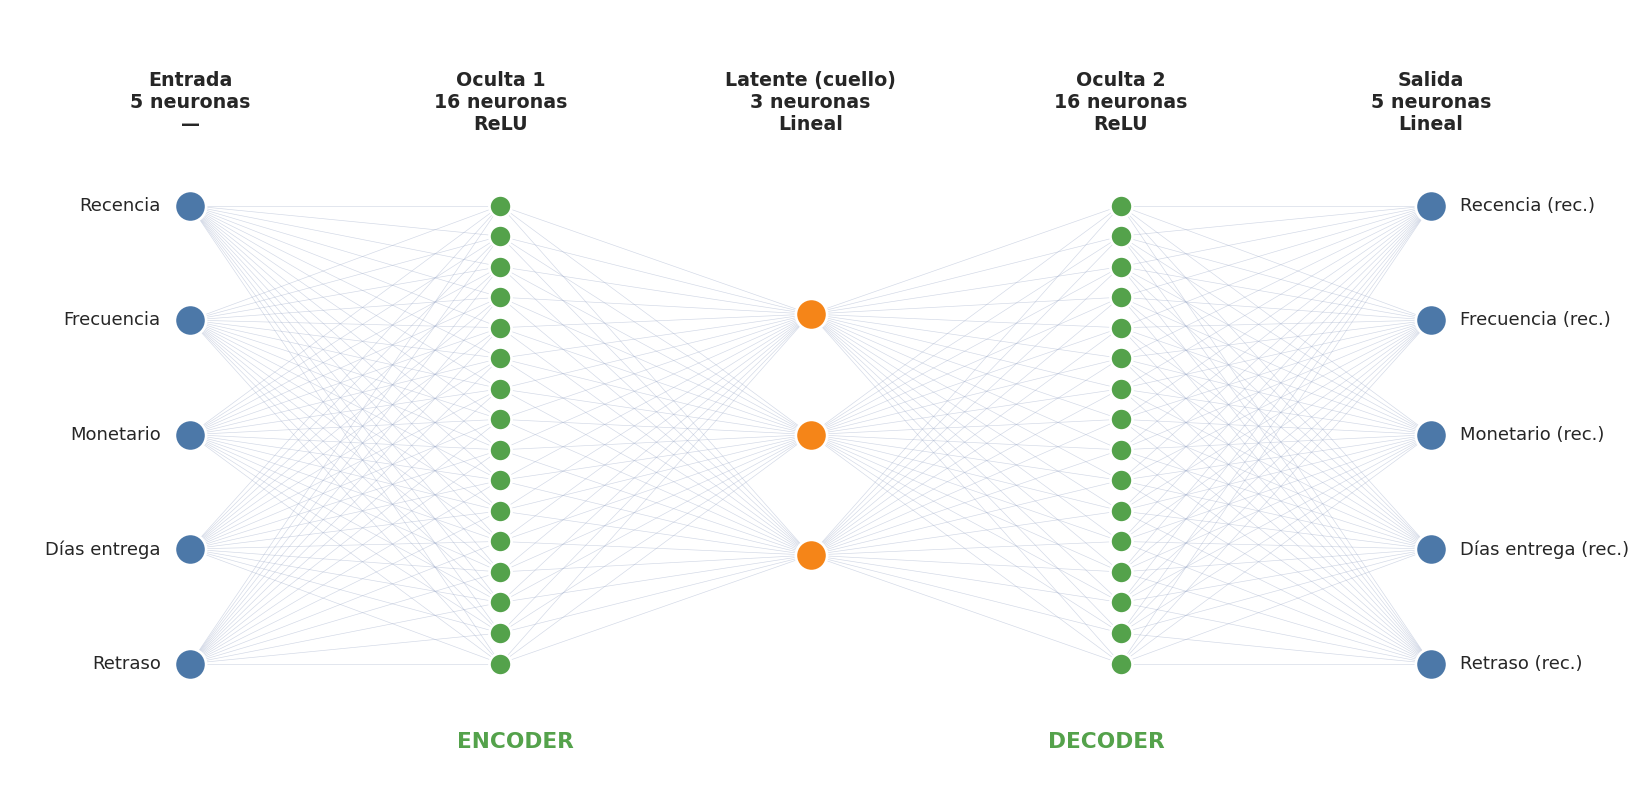 Entrada
5 neuronas
—
Oculta 1
16 neuronas
ReLU
Latente (cuello)
3 neuronas
Lineal
Oculta 2
16 neuronas
ReLU
Salida
5 neuronas
Lineal
Recencia
Frecuencia
Monetario
Días entrega
Retraso
Recencia (rec.)
Frecuencia (rec.)
Monetario (rec.)
Días entrega (rec.)
Retraso (rec.)
ENCODER
DECODER